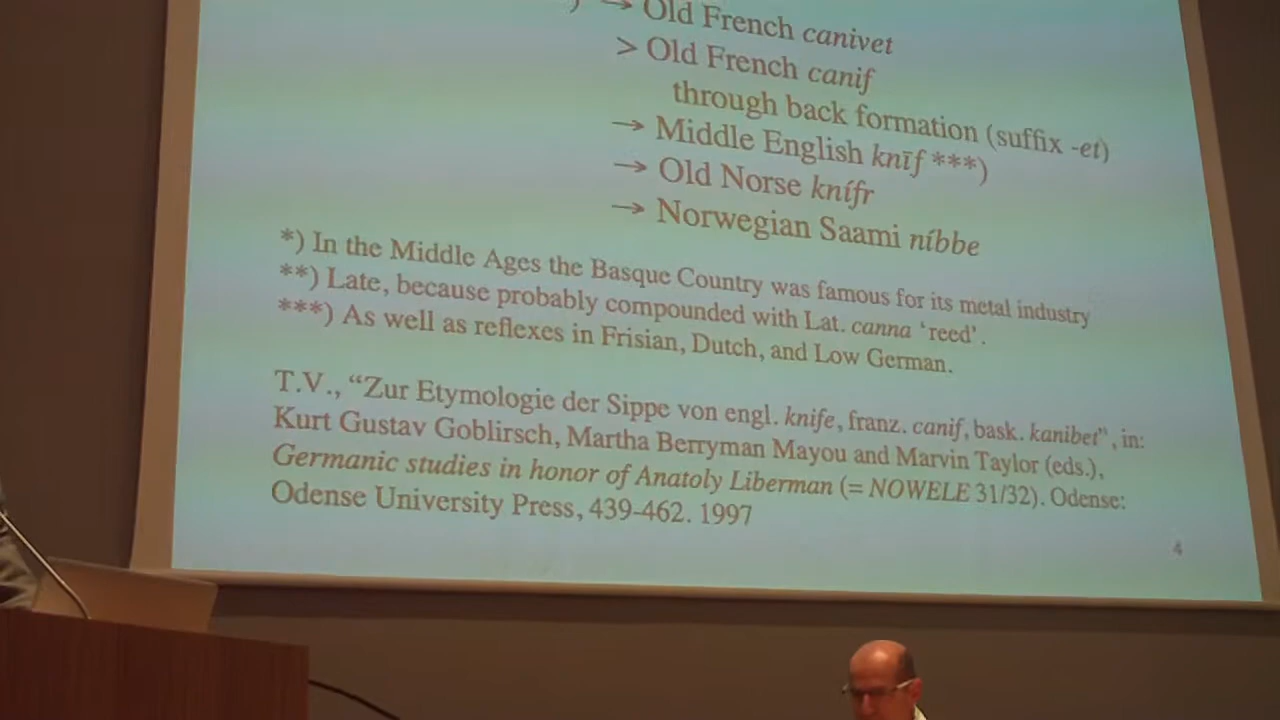 ) → Old French canivet
> Old French canif
through back formation (suffix -et)
→ Middle English knīf ***)
→ Old Norse knífr
→ Norwegian Saami níbbe
*) In the Middle Ages the Basque Country was famous for its metal industry
**) Late, because probably compounded with Lat. canna ‘reed’.
***) As well as reflexes in Frisian, Dutch, and Low German.
T.V., “Zur Etymologie der Sippe von engl. knife, franz. canif, bask. kanibet”, in:
Kurt Gustav Goblirsch, Martha Berryman Mayou and Marvin Taylor (eds.),
Germanic studies in honor of Anatoly Liberman (= NOWELE 31/32). Odense:
Odense University Press, 439-462. 1997
4